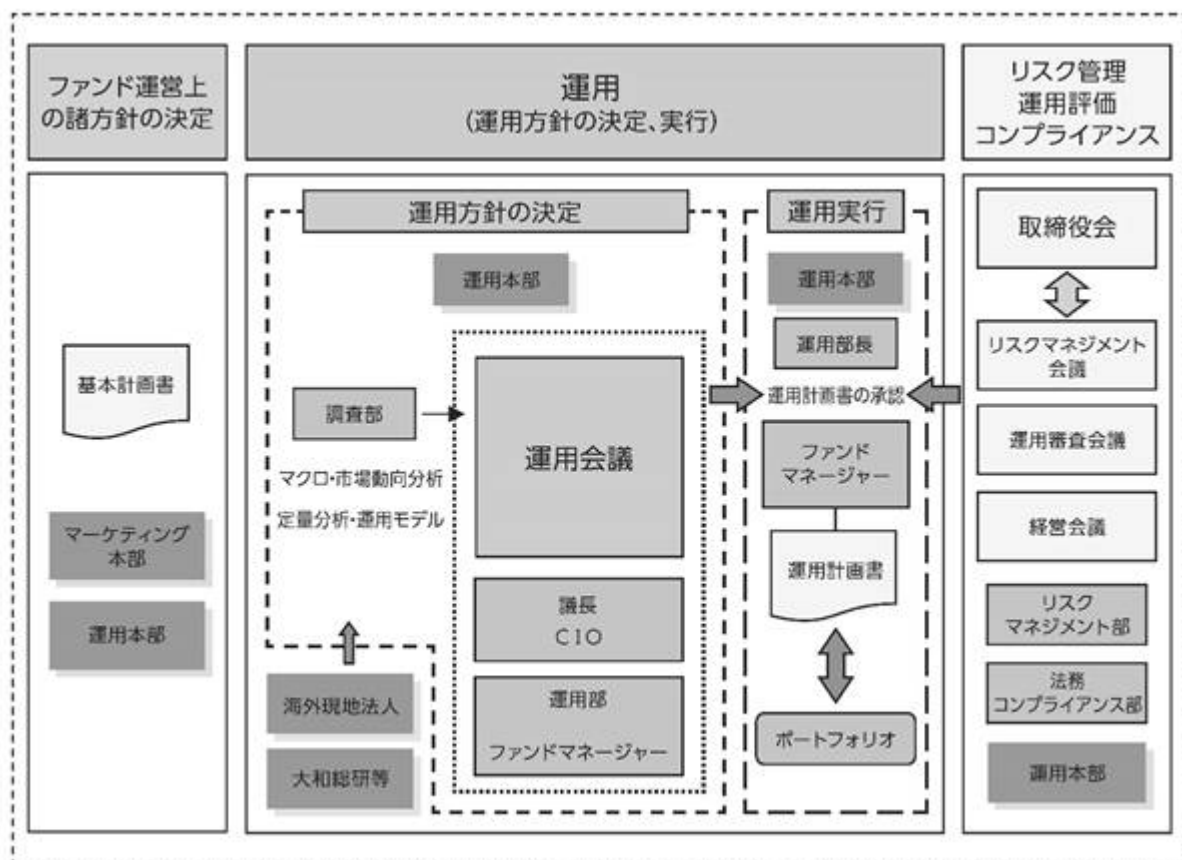 ファンド運営上
の諸方針の決定
運用
(運用方針の決定、実行)
リスク管理
運用評価
コンプライアンス
基本計画書
マーケティング
本部
運用本部
運用方針の決定
運用本部
調査部
マクロ・市場動向分析
定量分析・運用モデル
海外現地法人
大和総研等
運用会議
議長
CIO
運用部
ファンドマネージャー
運用実行
運用本部
運用部長
運用計画書の承認
ファンド
マネージャー
運用計画書
ポートフォリオ
取締役会
リスクマネジメント
会議
運用審査会議
経営会議
リスク
マネジメント部
法務
コンプライアンス部
運用本部